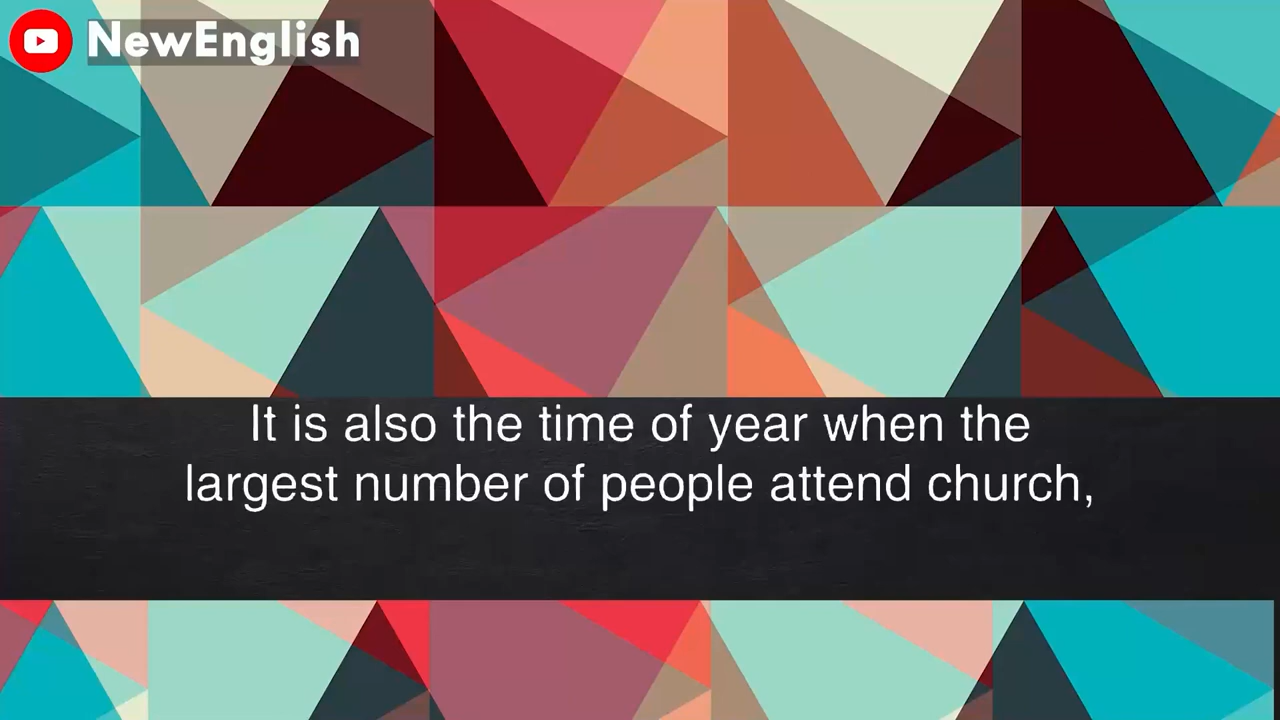 NewEnglish
It is also the time of year when the
largest number of people attend church,